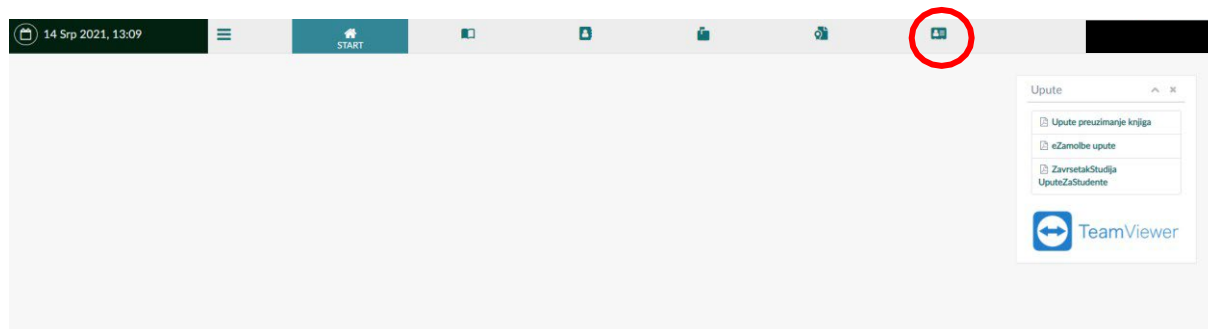 14 Srp 2021, 13:09
START
Upute
Upute preuzimanje knjiga
eZamolbe upute
ZavrsetakStudija
UputeZaStudente
TeamViewer